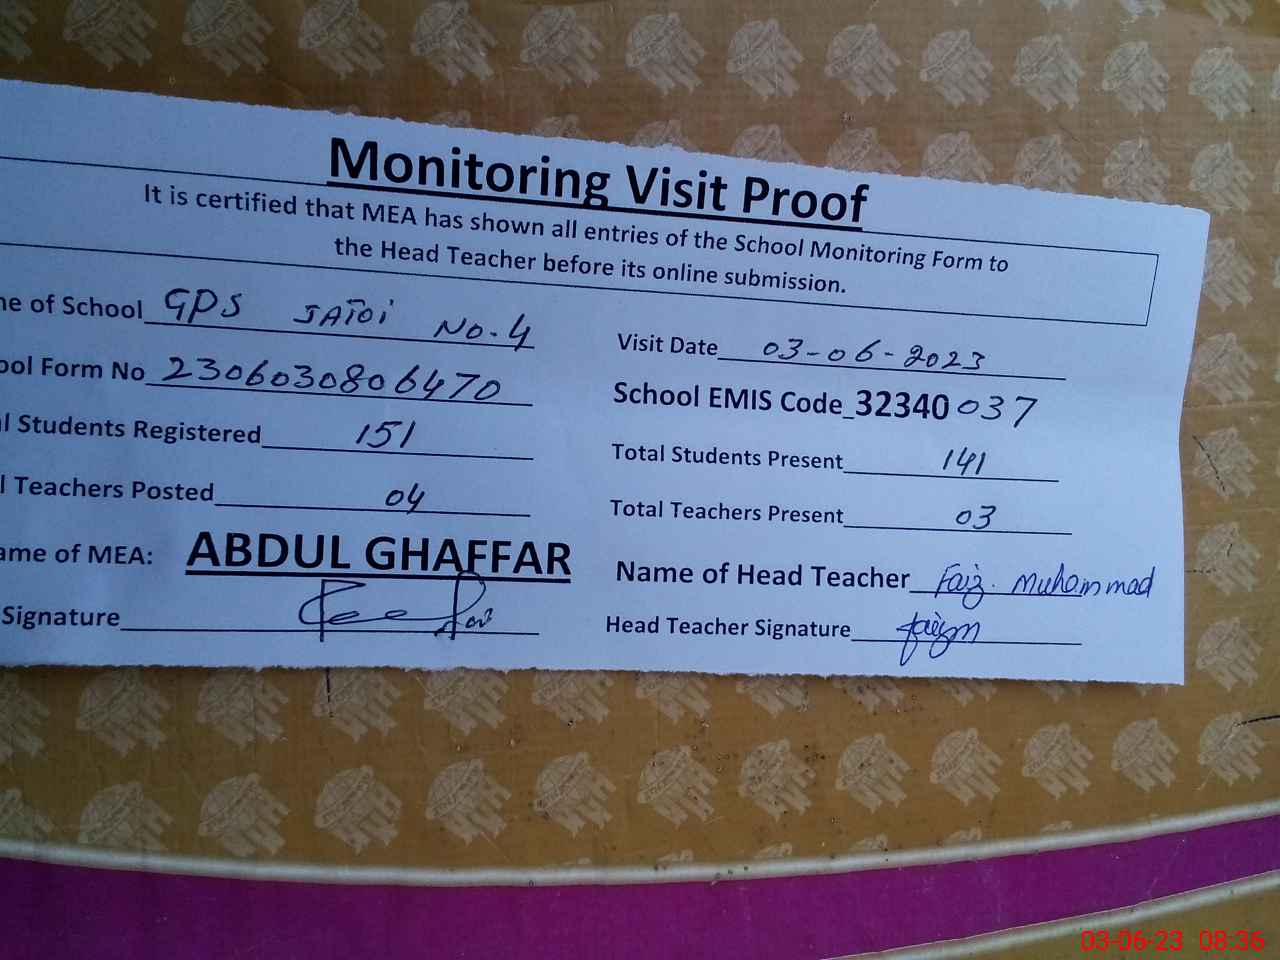 Monitoring Visit Proof
It is certified that MEA has shown all entries of the School Monitoring Form to
the Head Teacher before its online submission.
me of School GPS JATOi No-4
Visit Date 03-06-2023
ool Form No 2306030806470
School EMIS Code_32340037
l Students Registered 151
Total Students Present 141
l Teachers Posted 04
Total Teachers Present 03
ame of MEA: ABDUL GHAFFAR
Name of Head Teacher Faiz. Muhammad
Signature
Head Teacher Signature
03-06-23 08:36